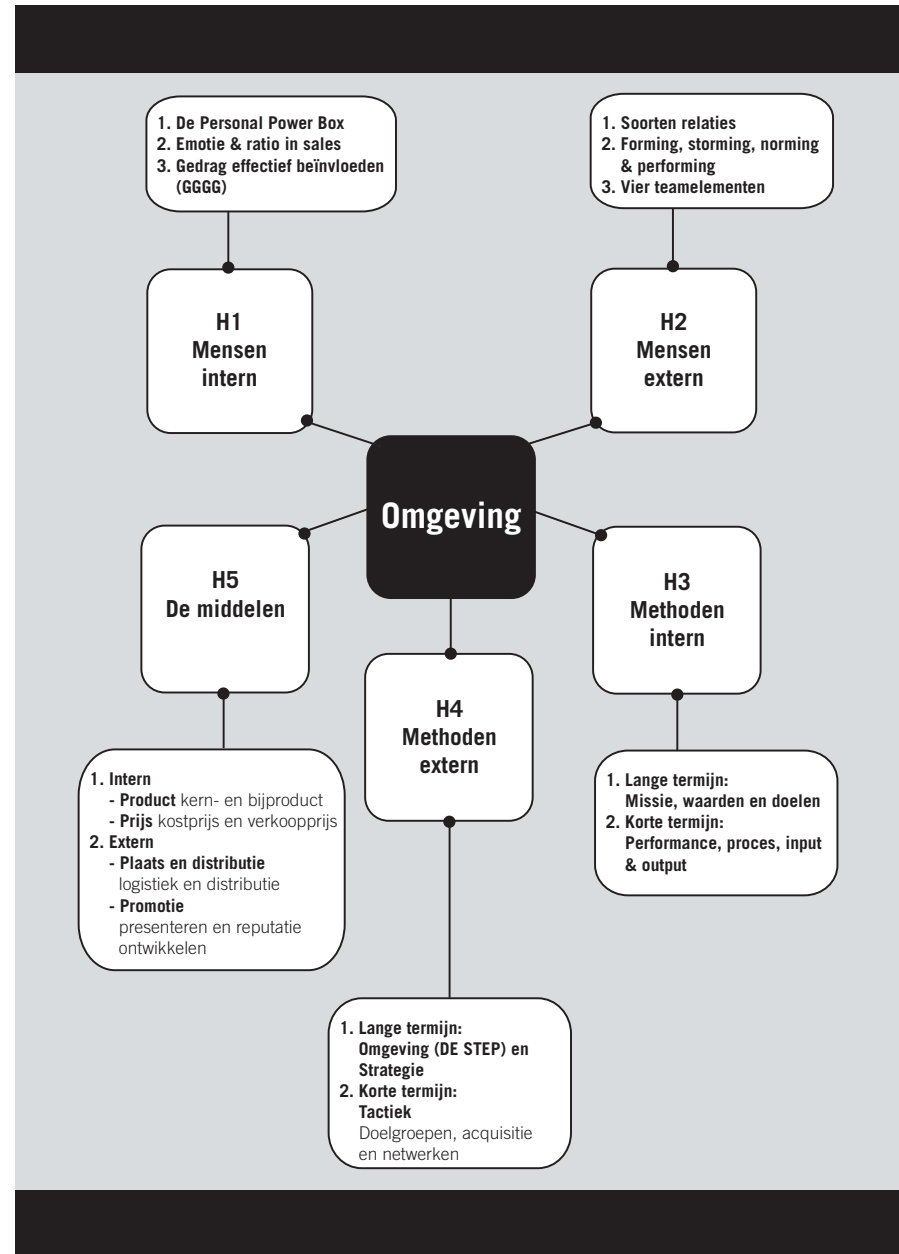 1. De Personal Power Box
2. Emotie & ratio in sales
3. Gedrag effectief beïnvloeden
(GGGG)
1. Soorten relaties
2. Forming, storming, norming
& performing
3. Vier teamelementen
H1
Mensen
intern
H2
Mensen
extern
Omgeving
H5
De middelen
H3
Methoden
intern
H4
Methoden
extern
1. Intern
- Product kern- en bijproduct
- Prijs kostprijs en verkoopprijs
2. Extern
- Plaats en distributie
logistiek en distributie
- Promotie
presenteren en reputatie
ontwikkelen
1. Lange termijn:
Missie, waarden en doelen
2. Korte termijn:
Performance, proces, input
& output
1. Lange termijn:
Omgeving (DE STEP) en
Strategie
2. Korte termijn:
Tactiek
Doelgroepen, acquisitie
en netwerken